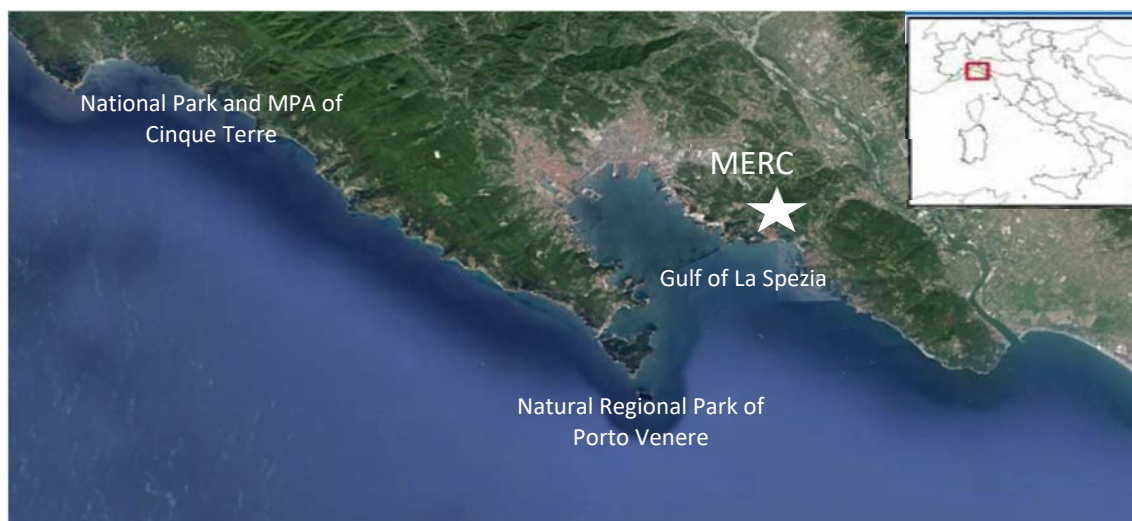 National Park and MPA of
Cinque Terre
MERC
Gulf of La Spezia
Natural Regional Park of
Porto Venere